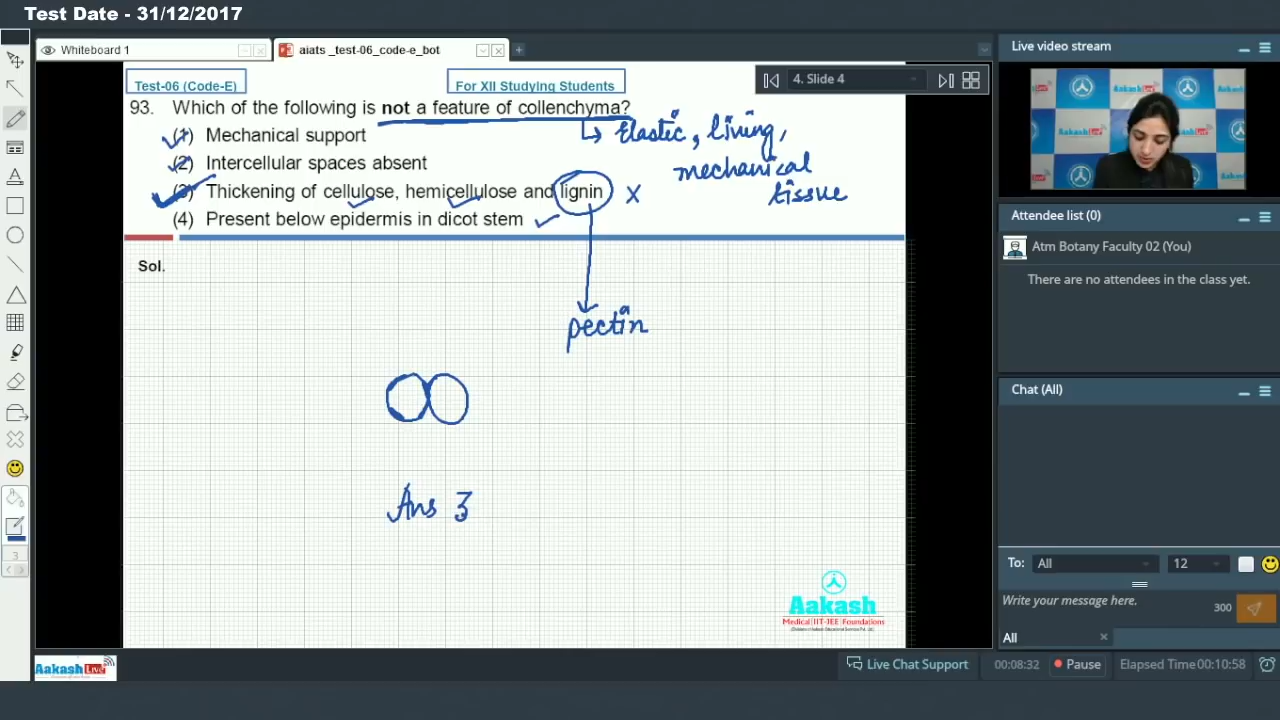 Test Date - 31/12/2017
Whiteboard 1
aiats _test-06_code-e_bot
Live video stream
Test-06 (Code-E)
For XII Studying Students
4. Slide 4
93. Which of the following is not a feature of collenchyma?
↳ Elastic, living,
mechanical
tissue
(1) Mechanical support
(2) Intercellular spaces absent
(3) Thickening of cellulose, hemicellulose and lignin x
(4) Present below epidermis in dicot stem
Sol.
pectin
Ans 3
Aakash
Medical|IIT-JEE|Foundations
Aakash Live
Attendee list (0)
Atm Botany Faculty 02 (You)
There are no attendees in the class yet.
Chat (All)
To: All 12
Write your message here. 300
All
3
Live Chat Support 00:08:32 Pause Elapsed Time 00:10:58